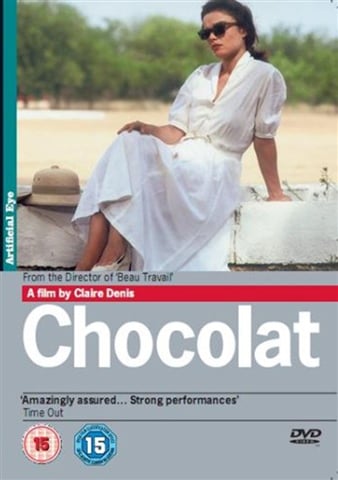 Artificial Eye
From the Director of 'Beau Travail'
A film by Claire Denis
Chocolat
'Amazingly assured... Strong performances'
Time Out
15
15
DVD